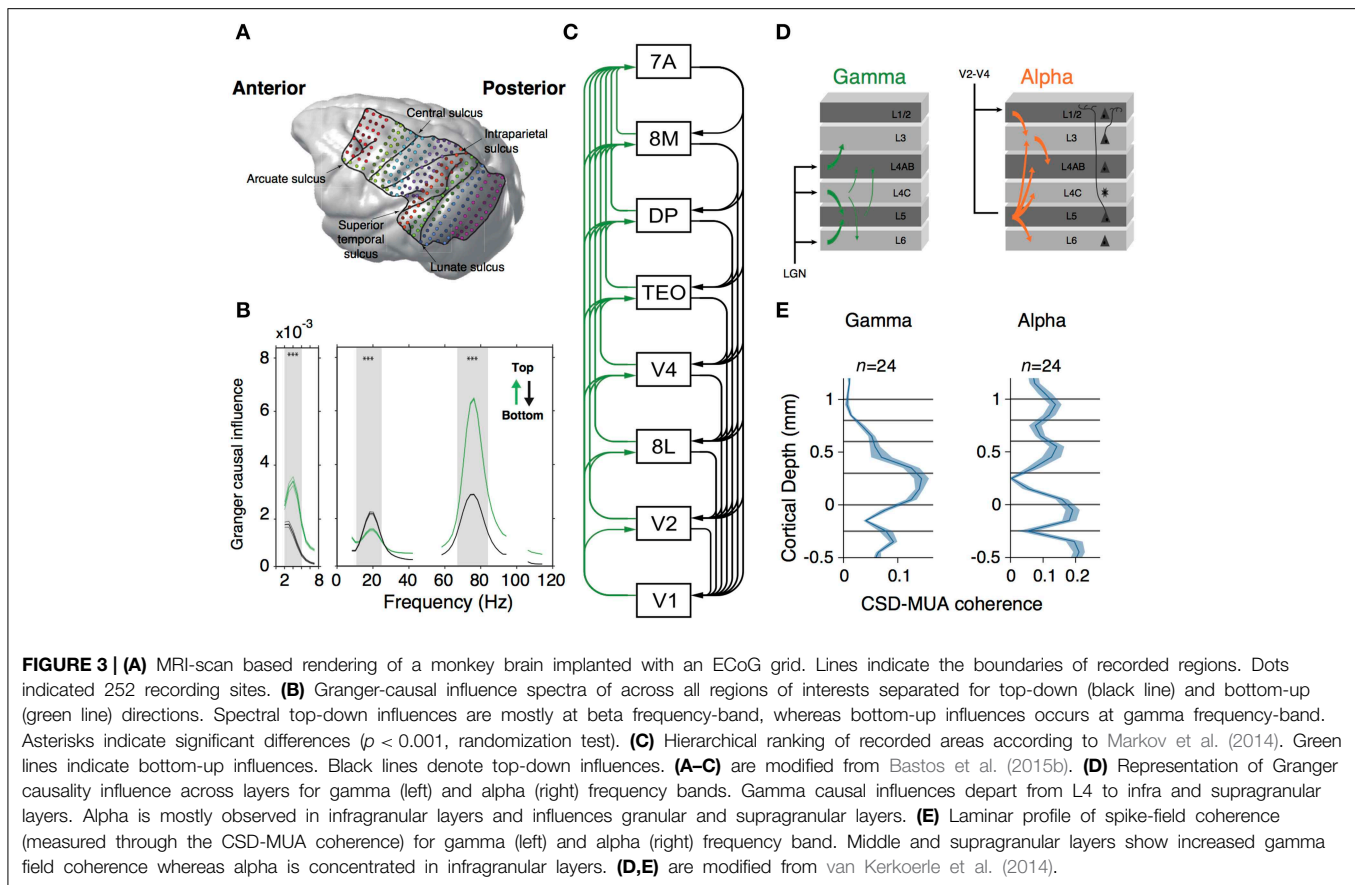 A
Anterior
Posterior
Central sulcus
Intraparietal
sulcus
Arcuate sulcus
Superior
temporal
sulcus
Lunate sulcus
B
x10⁻³
8
6
4
2
0
Granger causal influence
***
***
***
Top
Bottom
2
8
0
20
40
60
80
100
120
Frequency (Hz)
C
7A
8M
DP
TEO
V4
8L
V2
V1
D
Gamma
L1/2
L3
L4AB
L4C
L5
L6
LGN
V2-V4
Alpha
L1/2
L3
L4AB
L4C
L5
L6
E
Gamma
n=24
Alpha
n=24
Cortical Depth (mm)
1
0.5
0
-0.5
0
0.1
1
0.5
0
-0.5
0
0.1
0.2
CSD-MUA coherence
FIGURE 3 | (A) MRI-scan based rendering of a monkey brain implanted with an ECoG grid. Lines indicate the boundaries of recorded regions. Dots
indicated 252 recording sites. (B) Granger-causal influence spectra of across all regions of interests separated for top-down (black line) and bottom-up
(green line) directions. Spectral top-down influences are mostly at beta frequency-band, whereas bottom-up influences occurs at gamma frequency-band.
Asterisks indicate significant differences (p < 0.001, randomization test). (C) Hierarchical ranking of recorded areas according to Markov et al. (2014). Green
lines indicate bottom-up influences. Black lines denote top-down influences. (A–C) are modified from Bastos et al. (2015b). (D) Representation of Granger
causality influence across layers for gamma (left) and alpha (right) frequency bands. Gamma causal influences depart from L4 to infra and supragranular
layers. Alpha is mostly observed in infragranular layers and influences granular and supragranular layers. (E) Laminar profile of spike-field coherence
(measured through the CSD-MUA coherence) for gamma (left) and alpha (right) frequency band. Middle and supragranular layers show increased gamma
field coherence whereas alpha is concentrated in infragranular layers. (D,E) are modified from van Kerkoerle et al. (2014).